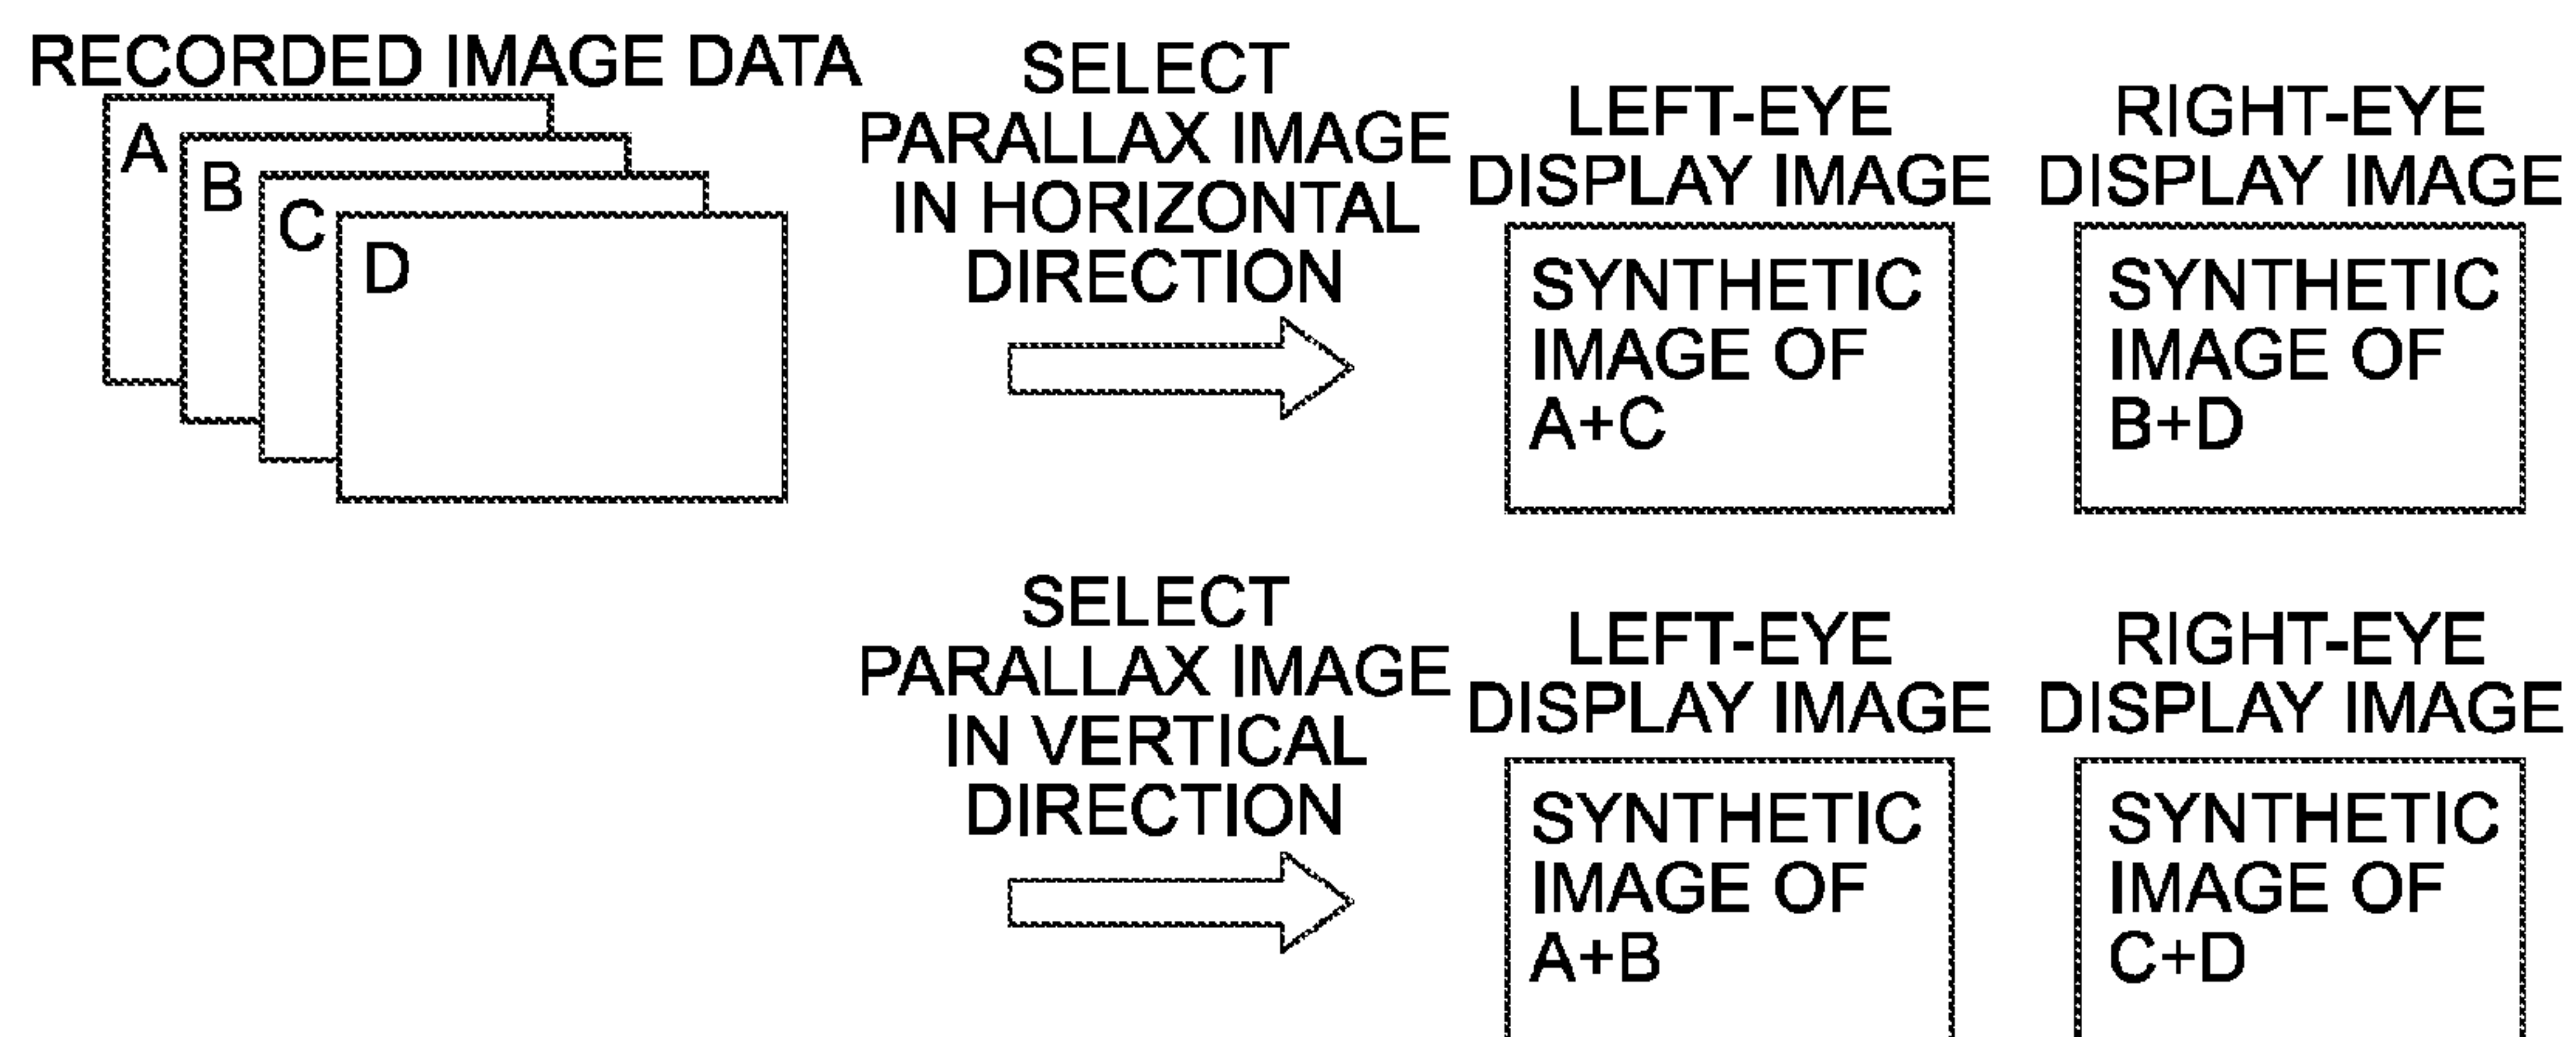 RECORDED IMAGE DATA
A
B
C
D
SELECT
PARALLAX IMAGE
IN HORIZONTAL
DIRECTION
LEFT-EYE
DISPLAY IMAGE
SYNTHETIC
IMAGE OF
A+C
RIGHT-EYE
DISPLAY IMAGE
SYNTHETIC
IMAGE OF
B+D
SELECT
PARALLAX IMAGE
IN VERTICAL
DIRECTION
LEFT-EYE
DISPLAY IMAGE
SYNTHETIC
IMAGE OF
A+B
RIGHT-EYE
DISPLAY IMAGE
SYNTHETIC
IMAGE OF
C+D